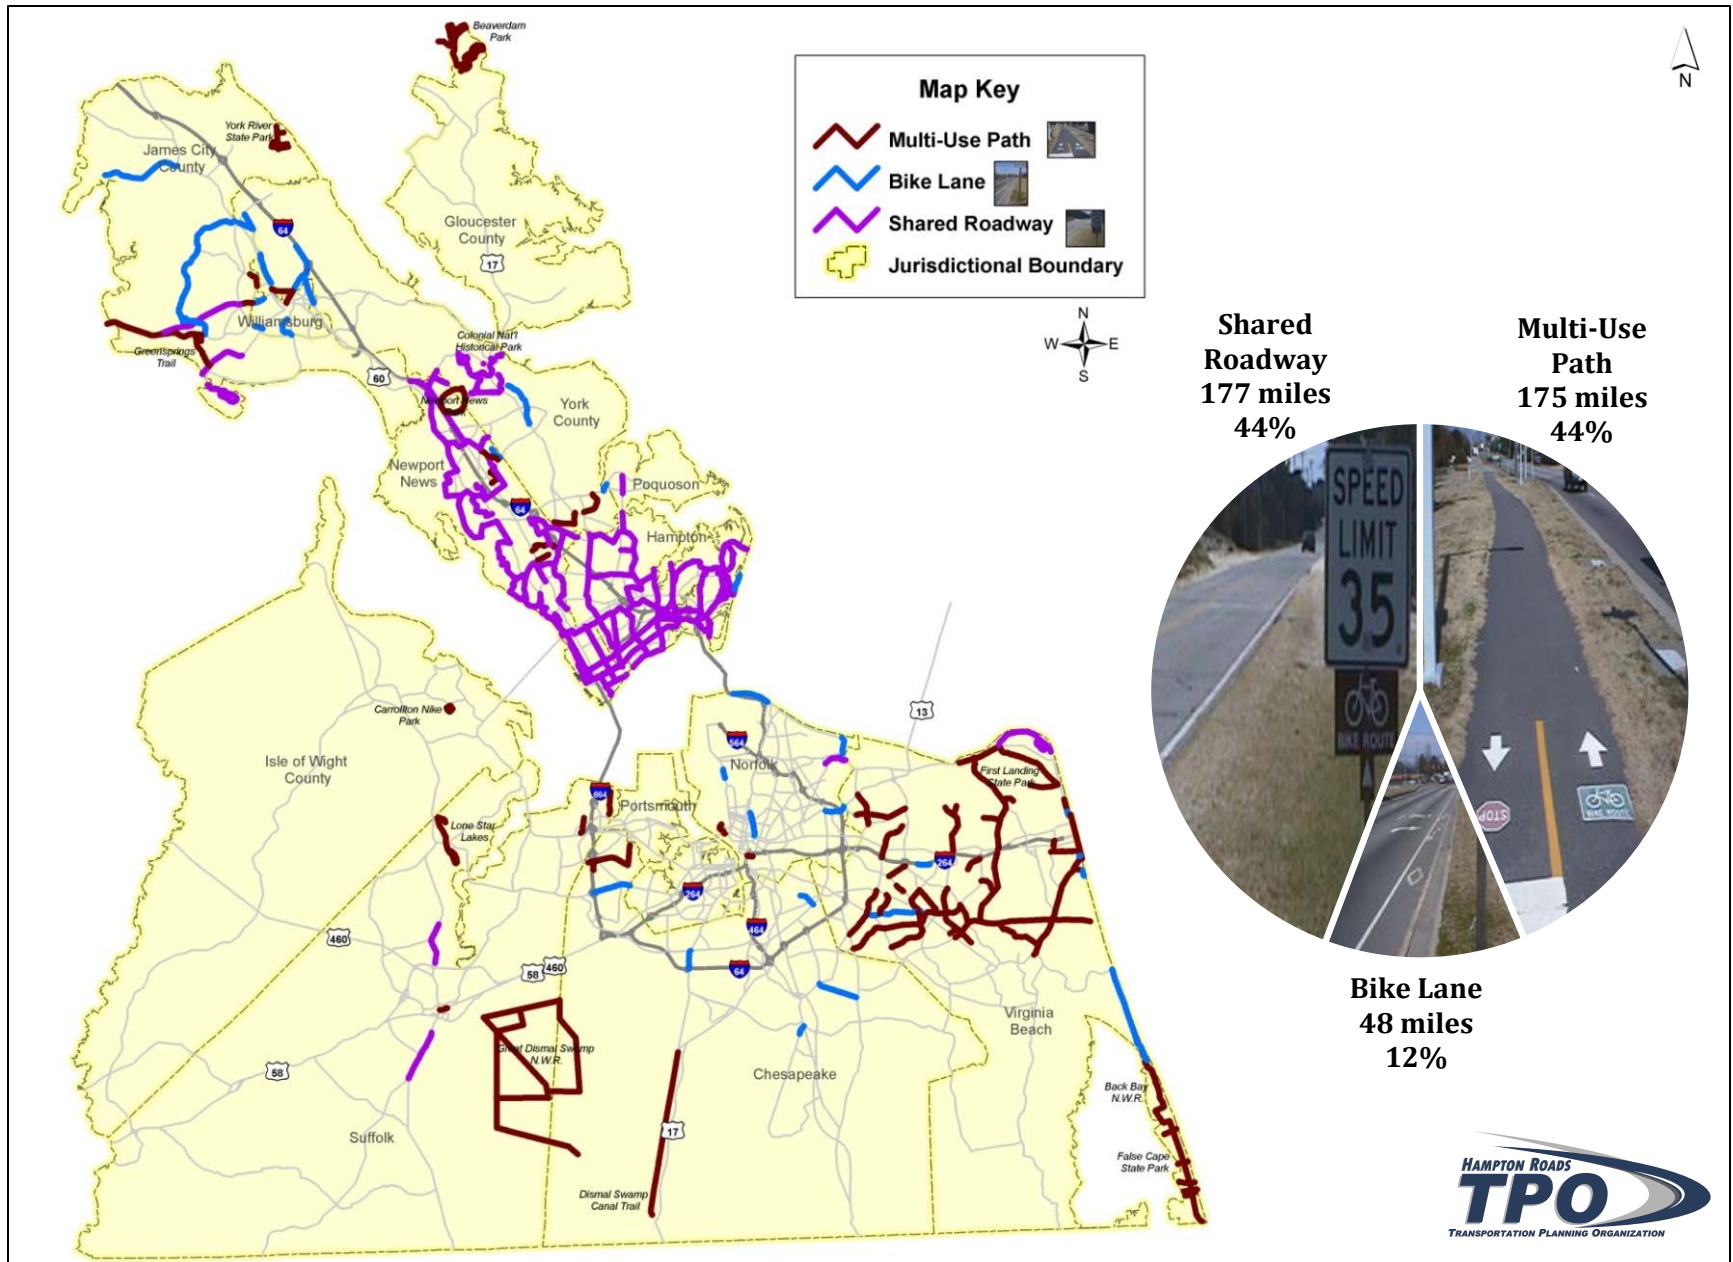 Beaverdam
Park
York River
State Park
James City
County
Gloucester
County
64
17
Williamsburg
Greensprings
Trail
Colonial Nat'l
Historical Park
60
Newport News
York
County
Newport
News
64
Poquoson
Hampton
Map Key
Multi-Use Path
Bike Lane
Shared Roadway
Jurisdictional Boundary
N
N
W
E
S
Shared
Roadway
177 miles
44%
Multi-Use
Path
175 miles
44%
SPEED
LIMIT
35
BIKE ROUTE
STOP
BIKE ROUTE
Bike Lane
48 miles
12%
Carrollton Nike
Park
Isle of Wight
County
13
564
Norfolk
First Landing
State Park
664
Portsmouth
Lone Star
Lakes
264
264
464
460
58
460
64
Virginia
Beach
Great Dismal Swamp
N.W.R.
58
Chesapeake
Back Bay
N.W.R.
Suffolk
17
False Cape
State Park
Dismal Swamp
Canal Trail
HAMPTON ROADS
TPO
TRANSPORTATION PLANNING ORGANIZATION